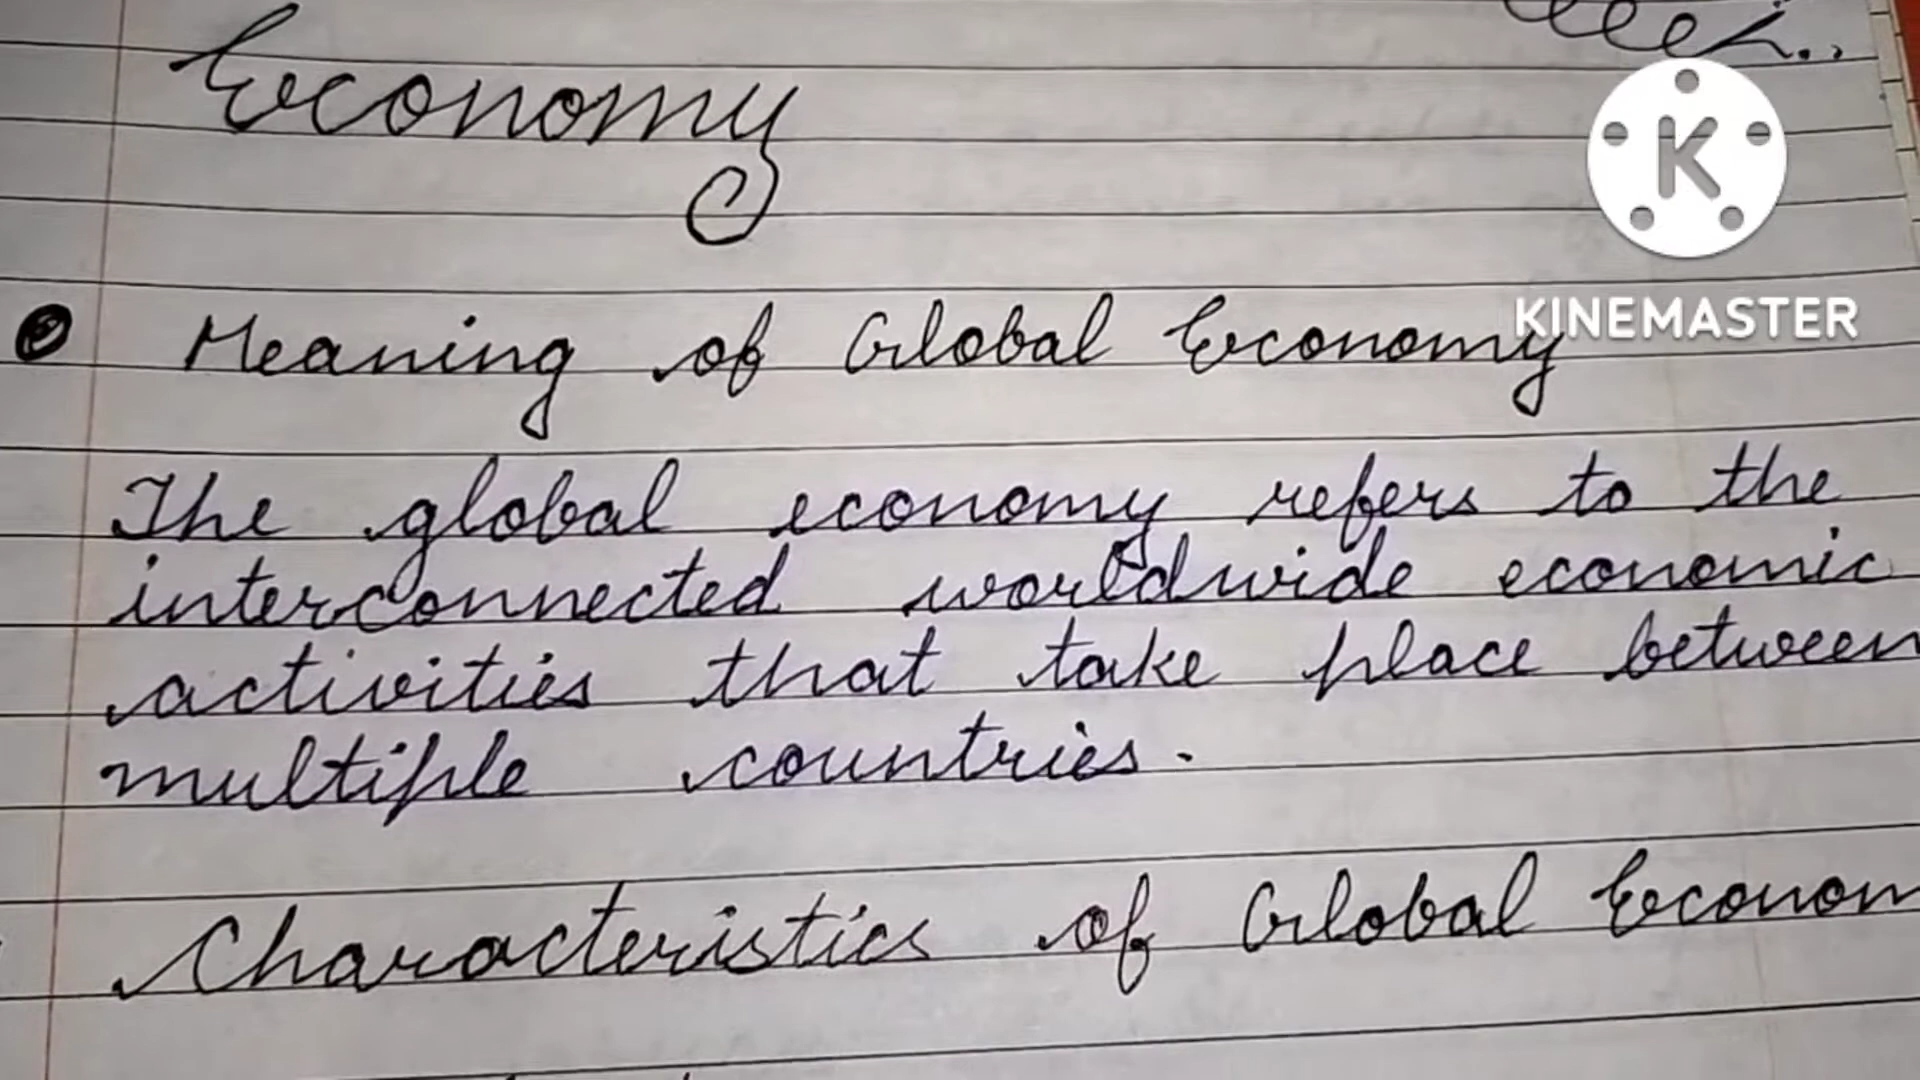 Economy
KINEMASTER
Meaning of Global Economy
The global economy refers to the
interconnected worldwide economic
activities that take place between
multiple countries.
Characteristics of Global Econom